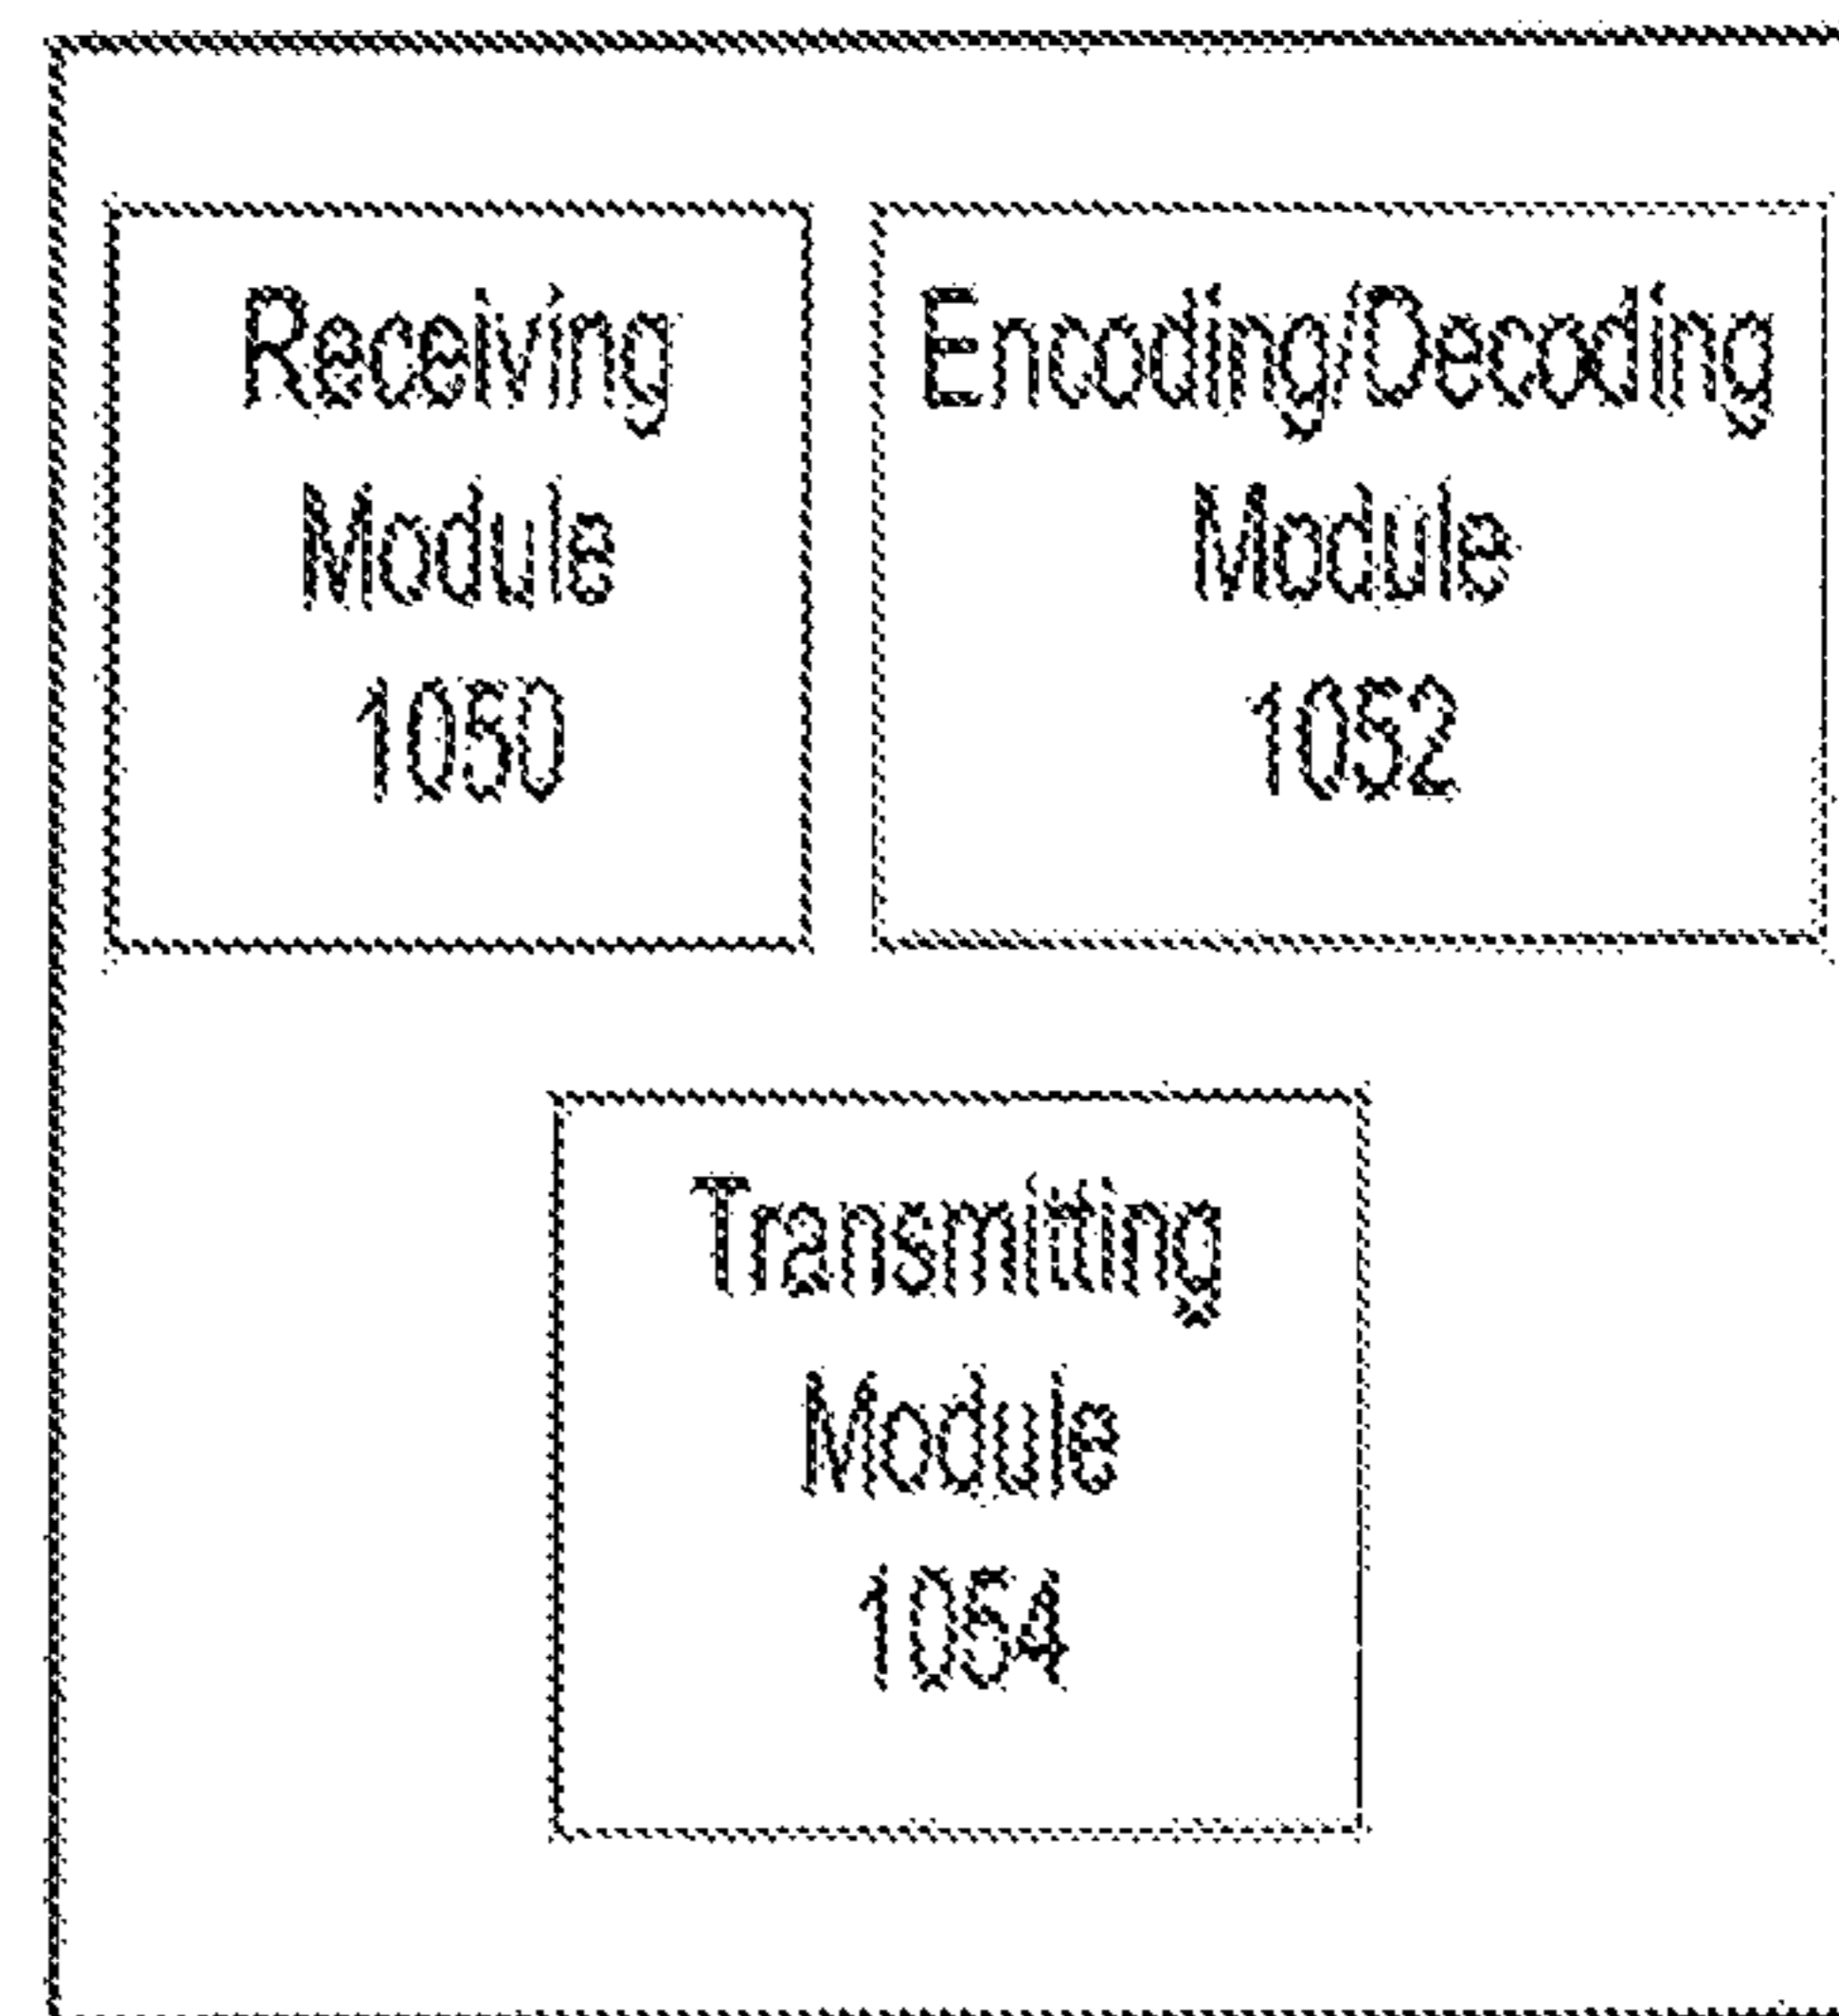 Receiving
Module
1050
Encoding/Decoding
Module
1052
Transmitting
Module
1054